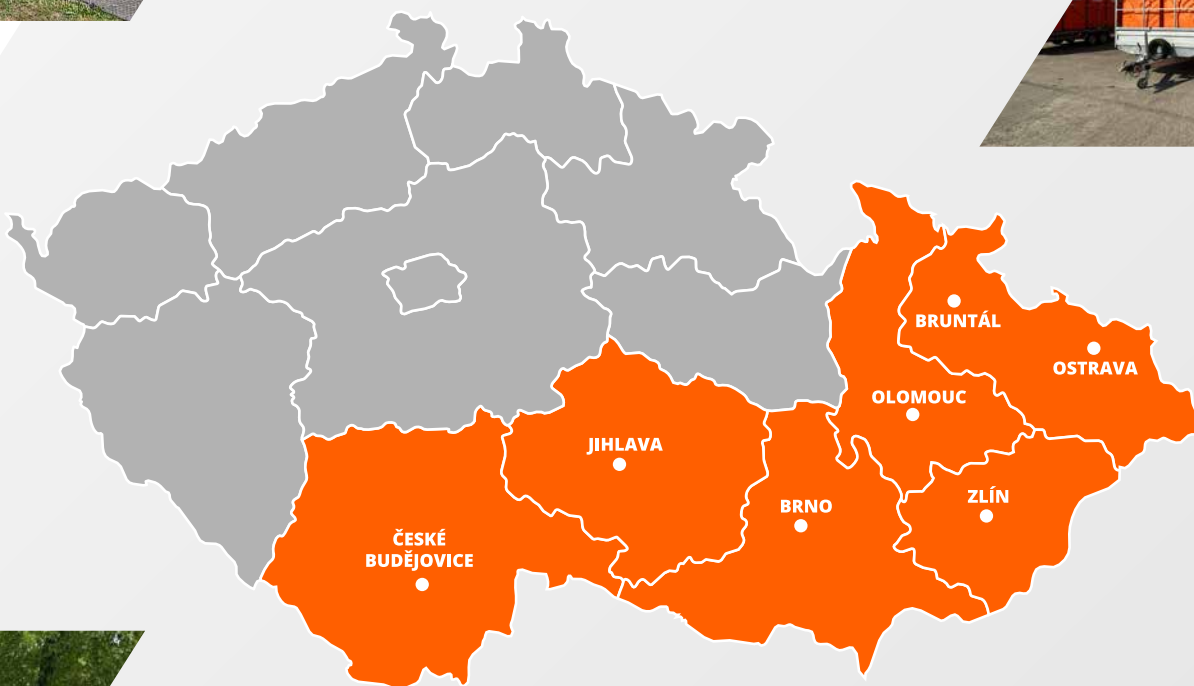 BRUNTÁL
OSTRAVA
OLOMOUC
JIHLAVA
ZLÍN
BRNO
ČESKÉ
BUDĚJOVICE